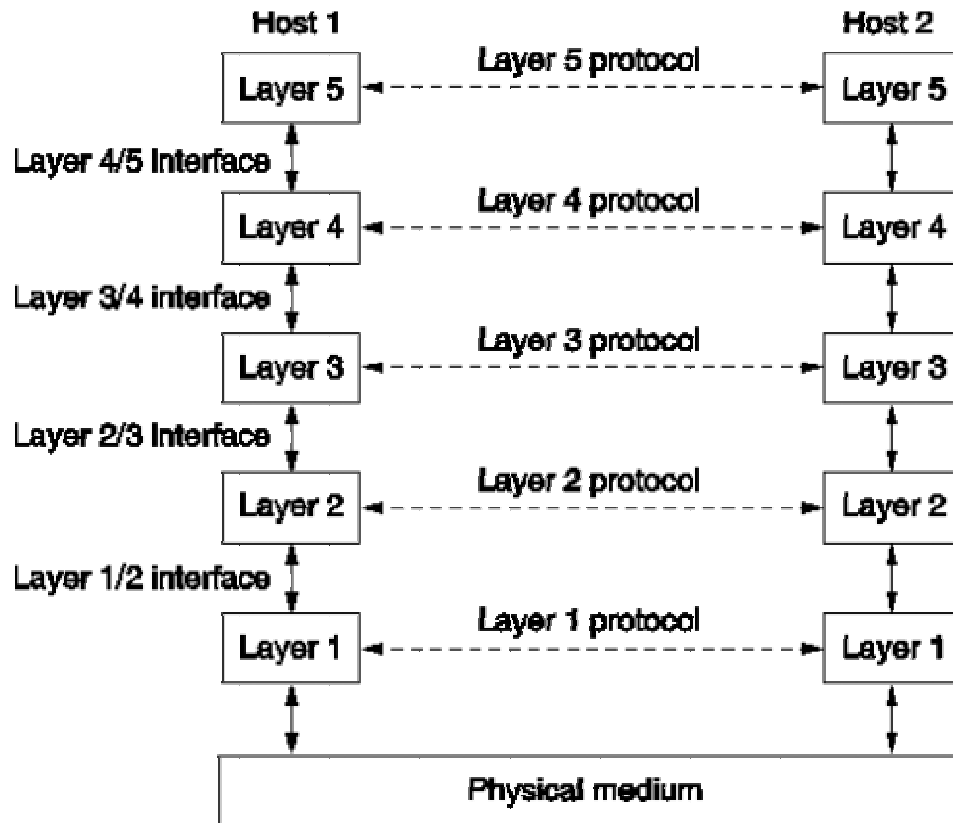 Host 1
Host 2
Layer 5
Layer 5 protocol
Layer 5
Layer 4/5 interface
Layer 4
Layer 4 protocol
Layer 4
Layer 3/4 interface
Layer 3
Layer 3 protocol
Layer 3
Layer 2/3 interface
Layer 2
Layer 2 protocol
Layer 2
Layer 1/2 interface
Layer 1
Layer 1 protocol
Layer 1
Physical medium